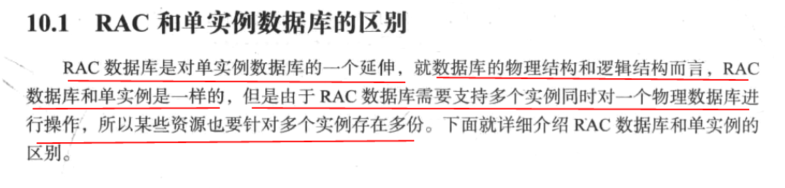 10.1 RAC 和单实例数据库的区别
RAC 数据库是对单实例数据库的一个延伸，就数据库的物理结构和逻辑结构而言，RAC
数据库和单实例是一样的，但是由于 RAC 数据库需要支持多个实例同时对一个物理数据库进
行操作，所以某些资源也要针对多个实例存在多份。下面就详细介绍 RAC 数据库和单实例的
区别。